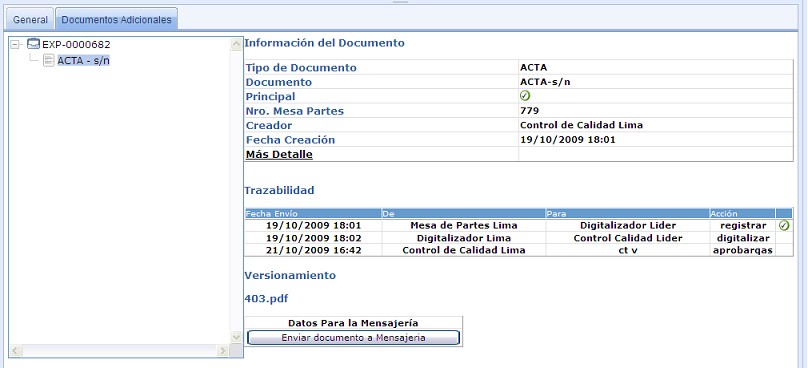 General Documentos Adicionales
EXP-0000682
ACTA - s/n
Información del Documento
Tipo de Documento ACTA
Documento ACTA-s/n
Principal
Nro. Mesa Partes 779
Creador Control de Calidad Lima
Fecha Creación 19/10/2009 18:01
Más Detalle
Trazabilidad
Fecha Envío De Para Acción
19/10/2009 18:01 Mesa de Partes Lima Digitalizador Lider registrar
19/10/2009 18:02 Digitalizador Lima Control Calidad Lider digitalizar
21/10/2009 16:42 Control de Calidad Lima ct v aprobargas
Versionamiento
403.pdf
Datos Para la Mensajería
Enviar documento a Mensajeria